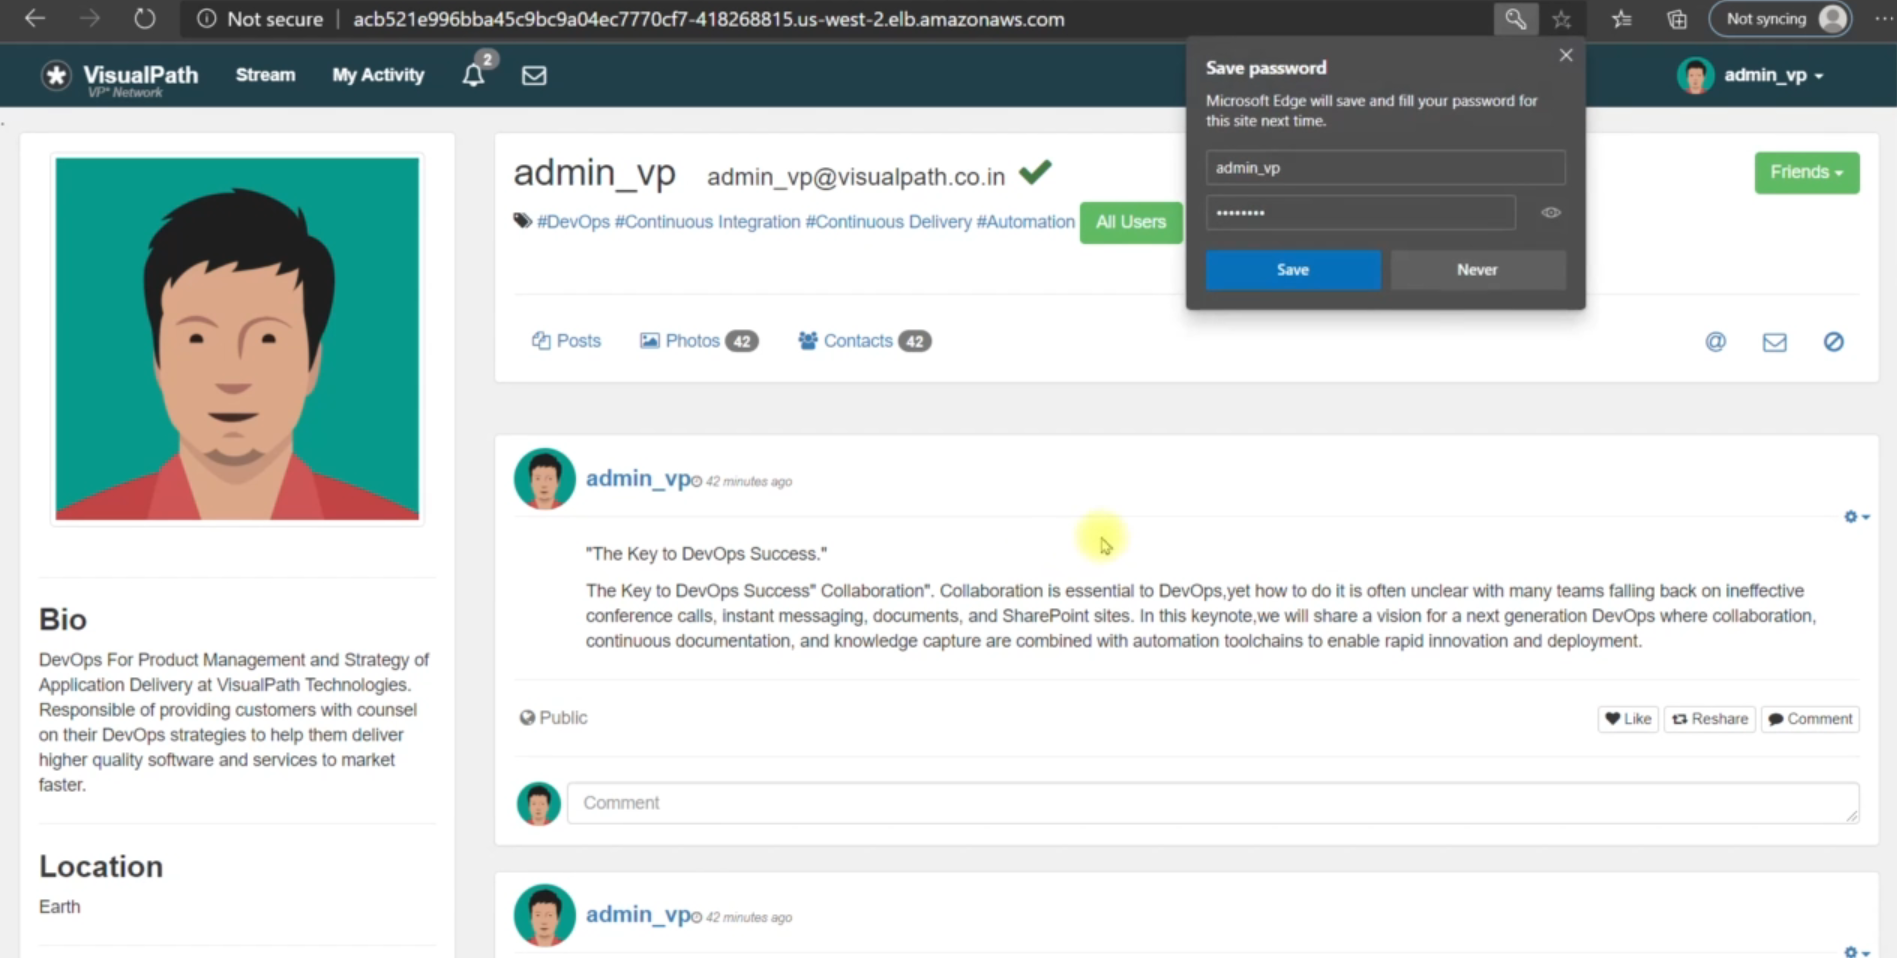 Not secure acb521e996bba45c9bc9a04ec7770cf7-418268815.us-west-2.elb.amazonaws.com Not syncing
VisualPath
VP* Network
Stream My Activity 2 admin_vp
Save password
Microsoft Edge will save and fill your password for
this site next time.
admin_vp
••••••••
Save Never
admin_vp admin_vp@visualpath.co.in Friends
#DevOps #Continuous Integration #Continuous Delivery #Automation All Users
Posts Photos 42 Contacts 42 @
Bio
DevOps For Product Management and Strategy of
Application Delivery at VisualPath Technologies.
Responsible of providing customers with counsel
on their DevOps strategies to help them deliver
higher quality software and services to market
faster.
Location
Earth
admin_vp 42 minutes ago
"The Key to DevOps Success."
The Key to DevOps Success" Collaboration". Collaboration is essential to DevOps,yet how to do it is often unclear with many teams falling back on ineffective
conference calls, instant messaging, documents, and SharePoint sites. In this keynote,we will share a vision for a next generation DevOps where collaboration,
continuous documentation, and knowledge capture are combined with automation toolchains to enable rapid innovation and deployment.
Public Like Reshare Comment
Comment
admin_vp 42 minutes ago